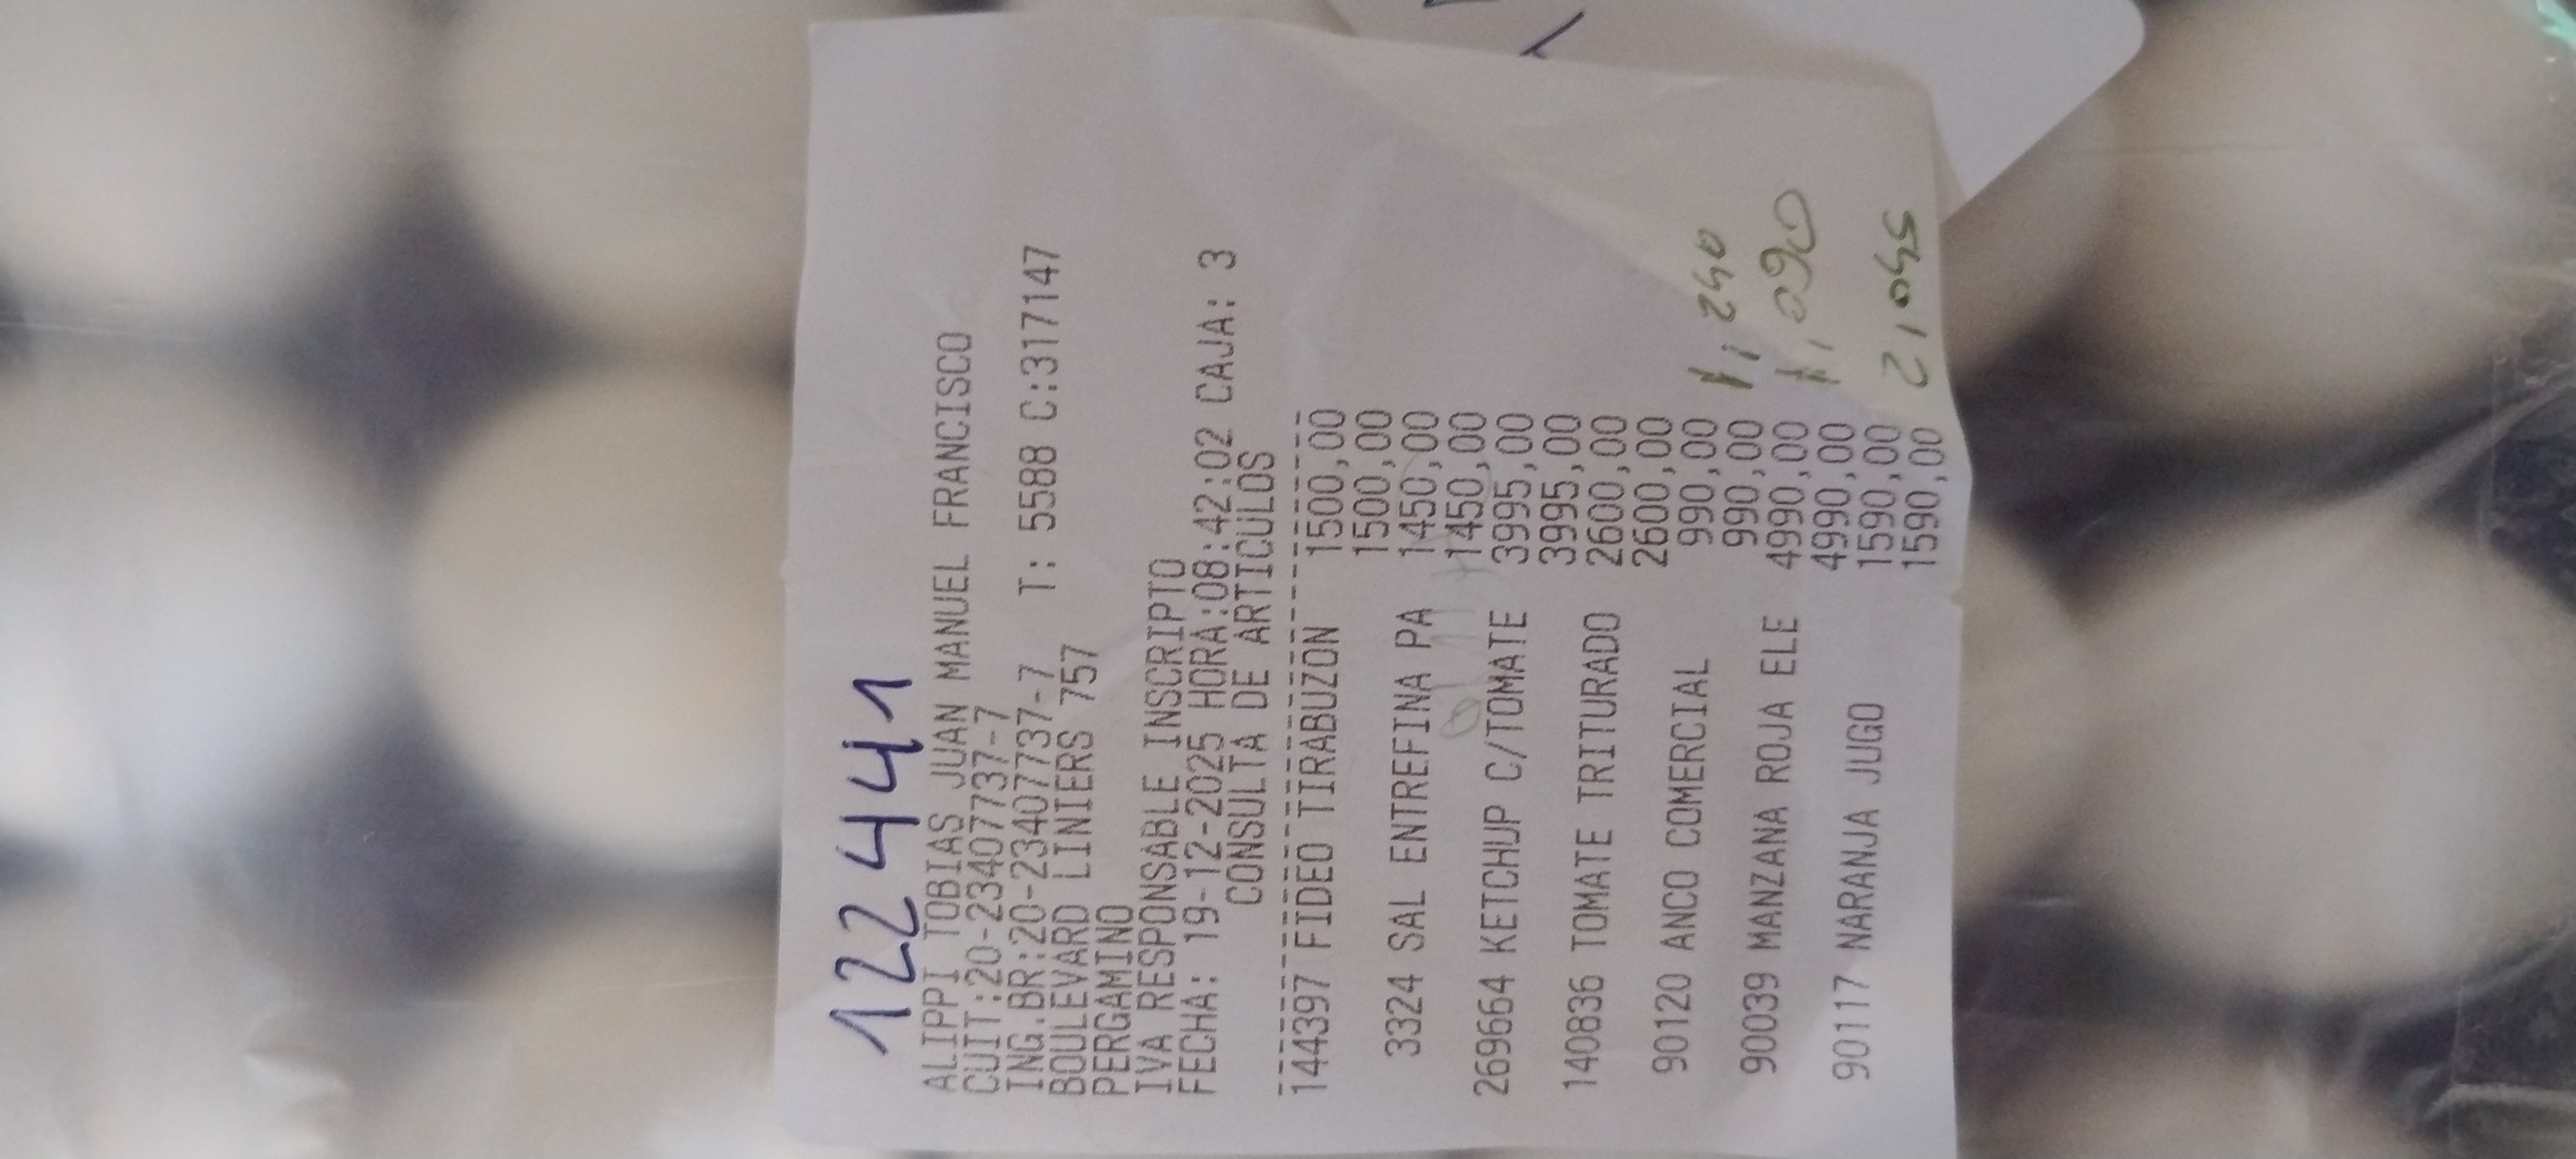 122441
ALIPPI TOBIAS JUAN MANUEL FRANCISCO
CUIT:20-23407737-7
ING.BR:20-23407737-7 T: 5588 C:317147
BOULEVARD LINIERS 757
PERGAMINO
IVA RESPONSABLE INSCRIPTO
FECHA: 19-12-2025 HORA:08:42:02 CAJA: 3
CONSULTA DE ARTICULOS
144397 FIDEO TIRABUZON 1500,00
1500,00
3324 SAL ENTREFINA PA 1450,00
1450,00
269664 KETCHUP C/TOMATE 3995,00
3995,00
140836 TOMATE TRITURADO 2600,00
2600,00
90120 ANCO COMERCIAL 990,00
990,00
90039 MANZANA ROJA ELE 4990,00
4990,00
90117 NARANJA JUGO 1590,00
1590,00